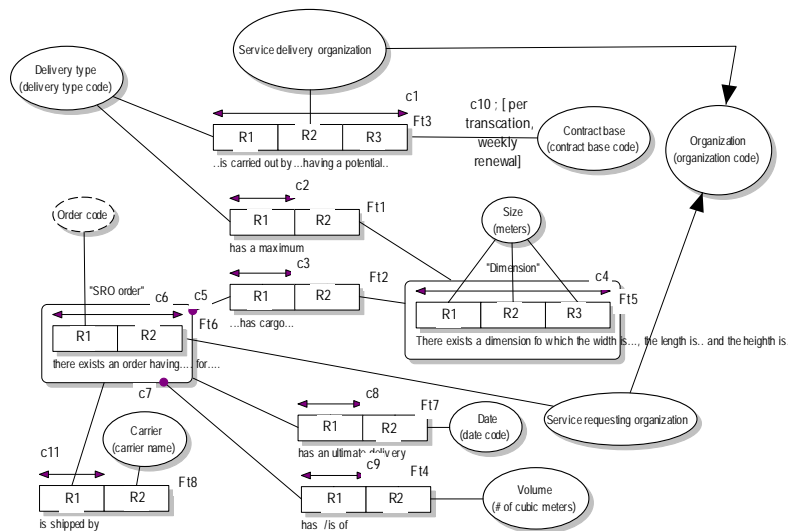 Service delivery organization
Delivery type
(delivery type code)
c1
R1
R2
R3
Ft3
..is carried out by ...having a potential..
c10 ; [ per
transcation,
weekly
renewal]
Contract base
(contract base code)
Organization
(organization code)
c2
R1
R2
Ft1
has a maximum
Order code
Size
(meters)
c3
R1
R2
Ft2
...has cargo...
"Dimension"
c4
R1
R2
R3
Ft5
There exists a dimension fo which the width is..., the length is.. and the heighth is
"SRO order"
c6
c5
R1
R2
Ft6
there exists an order having.... for....
c7
c8
R1
R2
Ft7
has an ultimate delivery
Date
(date code)
Service requesting organization
Carrier
(carrier name)
c11
R1
R2
Ft8
is shipped by
c9
R1
R2
Ft4
has /is of
Volume
(# of cubic meters)